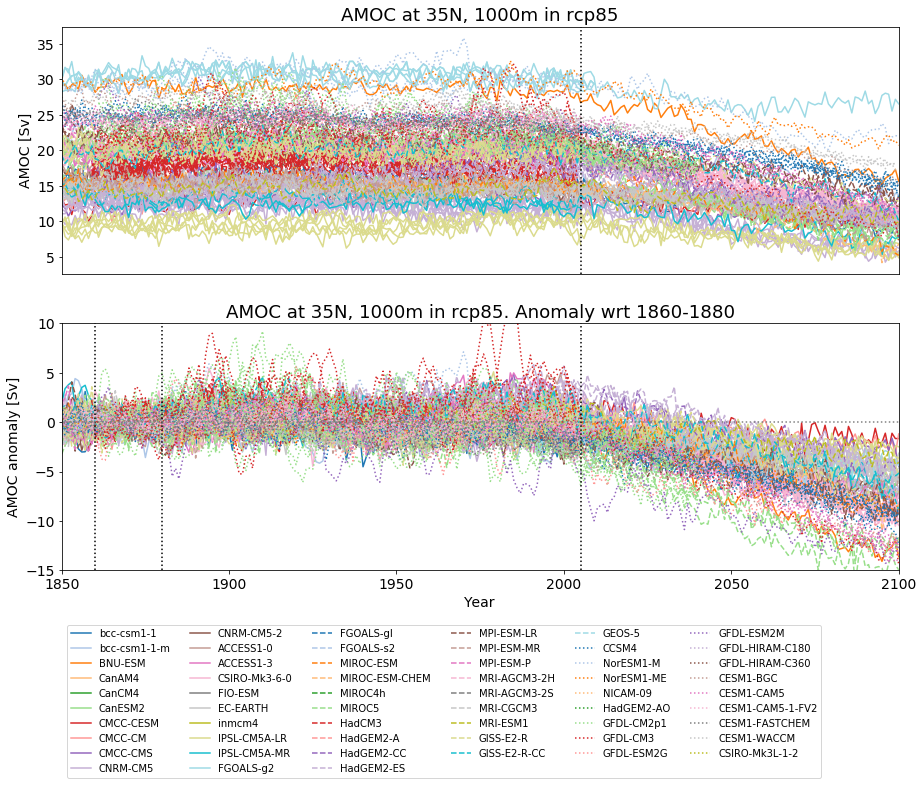 AMOC at 35N, 1000m in rcp85
35
30
25
20
15
10
5
AMOC [Sv]
AMOC at 35N, 1000m in rcp85. Anomaly wrt 1860-1880
10
5
0
−5
−10
−15
AMOC anomaly [Sv]
1850 1900 1950 2000 2050 2100
Year
bcc-csm1-1
bcc-csm1-1-m
BNU-ESM
CanAM4
CanCM4
CanESM2
CMCC-CESM
CMCC-CM
CMCC-CMS
CNRM-CM5
CNRM-CM5-2
ACCESS1-0
ACCESS1-3
CSIRO-Mk3-6-0
FIO-ESM
EC-EARTH
inmcm4
IPSL-CM5A-LR
IPSL-CM5A-MR
FGOALS-g2
FGOALS-gl
FGOALS-s2
MIROC-ESM
MIROC-ESM-CHEM
MIROC4h
MIROC5
HadCM3
HadGEM2-A
HadGEM2-CC
HadGEM2-ES
MPI-ESM-LR
MPI-ESM-MR
MPI-ESM-P
MRI-AGCM3-2H
MRI-AGCM3-2S
MRI-CGCM3
MRI-ESM1
GISS-E2-R
GISS-E2-R-CC
GEOS-5
CCSM4
NorESM1-M
NorESM1-ME
NICAM-09
HadGEM2-AO
GFDL-CM2p1
GFDL-CM3
GFDL-ESM2G
GFDL-ESM2M
GFDL-HIRAM-C180
GFDL-HIRAM-C360
CESM1-BGC
CESM1-CAM5
CESM1-CAM5-1-FV2
CESM1-FASTCHEM
CESM1-WACCM
CSIRO-Mk3L-1-2